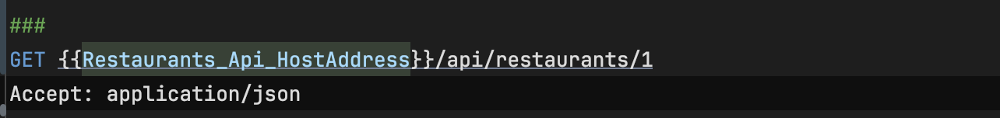 ###
GET {{Restaurants_Api_HostAddress}}/api/restaurants/1
Accept: application/json